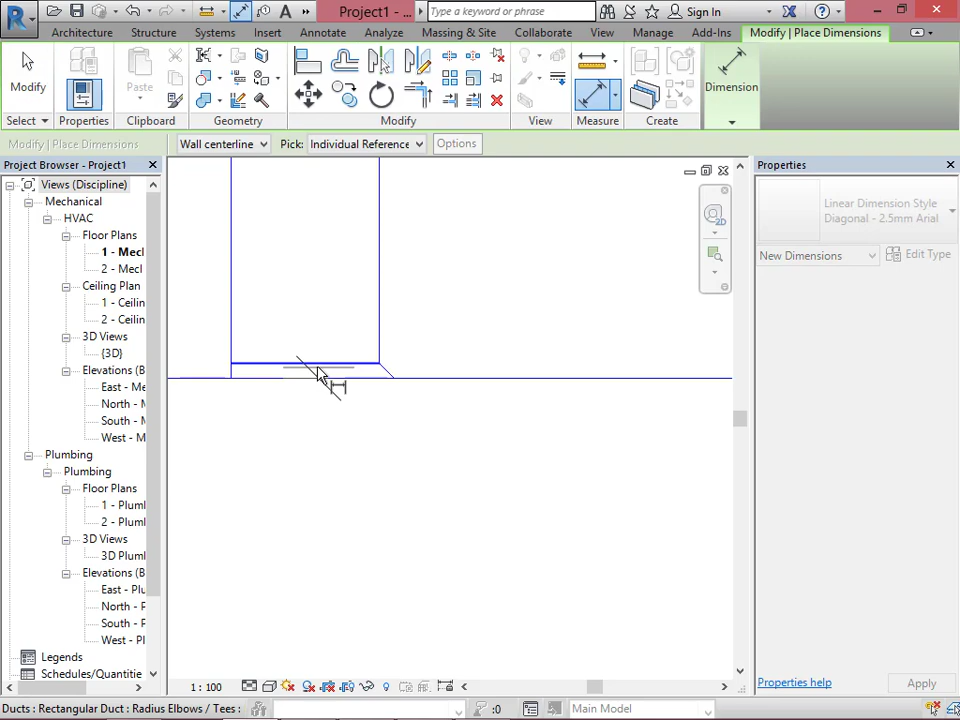 Project1 - ...
Type a keyword or phrase
Sign In
Architecture
Structure
Systems
Insert
Annotate
Analyze
Massing & Site
Collaborate
View
Manage
Add-Ins
Modify | Place Dimensions
Modify
Paste
Dimension
Select
Properties
Clipboard
Geometry
Modify
View
Measure
Create
Modify | Place Dimensions
Wall centerline
Pick:
Individual Reference
Options
Project Browser - Project1
Properties
Views (Discipline)
Mechanical
HVAC
Floor Plans
1 - Mecl
2 - Mecl
Ceiling Plan
1 - Ceilin
2 - Ceilin
3D Views
{3D}
Elevations (B
East - Me
North - M
South - M
West - M
Plumbing
Plumbing
Floor Plans
1 - Pluml
2 - Pluml
3D Views
3D Pluml
Elevations (B
East - Plu
North - P
South - P
West - Pl
Legends
Schedules/Quantitie
2D
Linear Dimension Style
Diagonal - 2.5mm Arial
New Dimensions
Edit Type
Properties help
Apply
1 : 100
Ducts : Rectangular Duct : Radius Elbows / Tees :
:0
Main Model